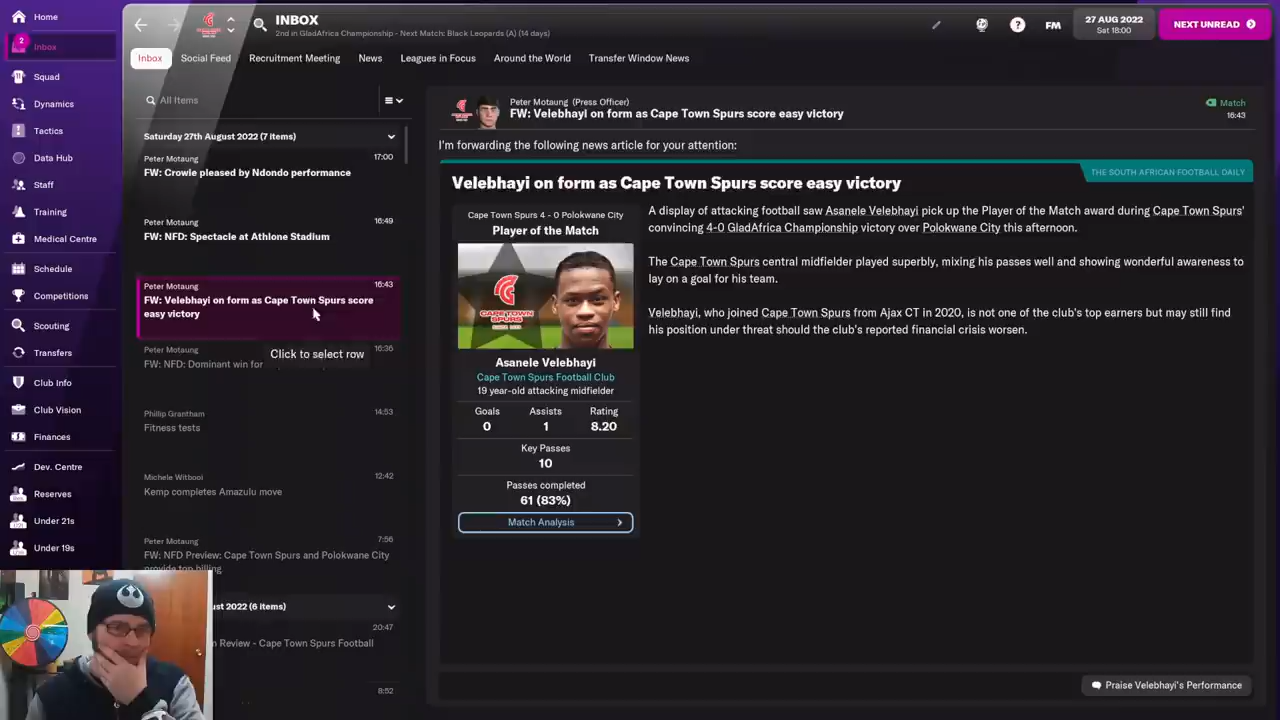 Home
2
Inbox
Squad
Dynamics
Tactics
Data Hub
Staff
Training
Medical Centre
Schedule
Competitions
Scouting
Transfers
Club Info
Club Vision
Finances
Dev. Centre
Reserves
Under 21s
Under 19s
INBOX
2nd in GladAfrica Championship - Next Match: Black Leopards (A) (14 days)
FM
27 AUG 2022
Sat 18:00
NEXT UNREAD
Inbox
Social Feed
Recruitment Meeting
News
Leagues in Focus
Around the World
Transfer Window News
All Items
Saturday 27th August 2022 (7 items)
Peter Motaung 17:00
FW: Crowie pleased by Ndondo performance
Peter Motaung 16:49
FW: NFD: Spectacle at Athlone Stadium
Peter Motaung 16:43
FW: Velebhayi on form as Cape Town Spurs score
easy victory
Peter Motaung 16:36
FW: NFD: Dominant win for
Click to select row
Phillip Grantham 14:53
Fitness tests
Michele Witbooi 12:42
Kemp completes Amazulu move
Peter Motaung 7:56
FW: NFD Preview: Cape Town Spurs and Polokwane City
provide top billing
ust 2022 (6 items)
20:47
Review - Cape Town Spurs Football
8:52
Peter Motaung (Press Officer)
FW: Velebhayi on form as Cape Town Spurs score easy victory
Match
16:43
I'm forwarding the following news article for your attention:
THE SOUTH AFRICAN FOOTBALL DAILY
Velebhayi on form as Cape Town Spurs score easy victory
Cape Town Spurs 4 - 0 Polokwane City
Player of the Match
CAPE TOWN
SPURS
Asanele Velebhayi
Cape Town Spurs Football Club
19 year-old attacking midfielder
Goals Assists Rating
0 1 8.20
Key Passes
10
Passes completed
61 (83%)
Match Analysis
A display of attacking football saw Asanele Velebhayi pick up the Player of the Match award during Cape Town Spurs'
convincing 4-0 GladAfrica Championship victory over Polokwane City this afternoon.
The Cape Town Spurs central midfielder played superbly, mixing his passes well and showing wonderful awareness to
lay on a goal for his team.
Velebhayi, who joined Cape Town Spurs from Ajax CT in 2020, is not one of the club's top earners but may still find
his position under threat should the club's reported financial crisis worsen.
Praise Velebhayi's Performance